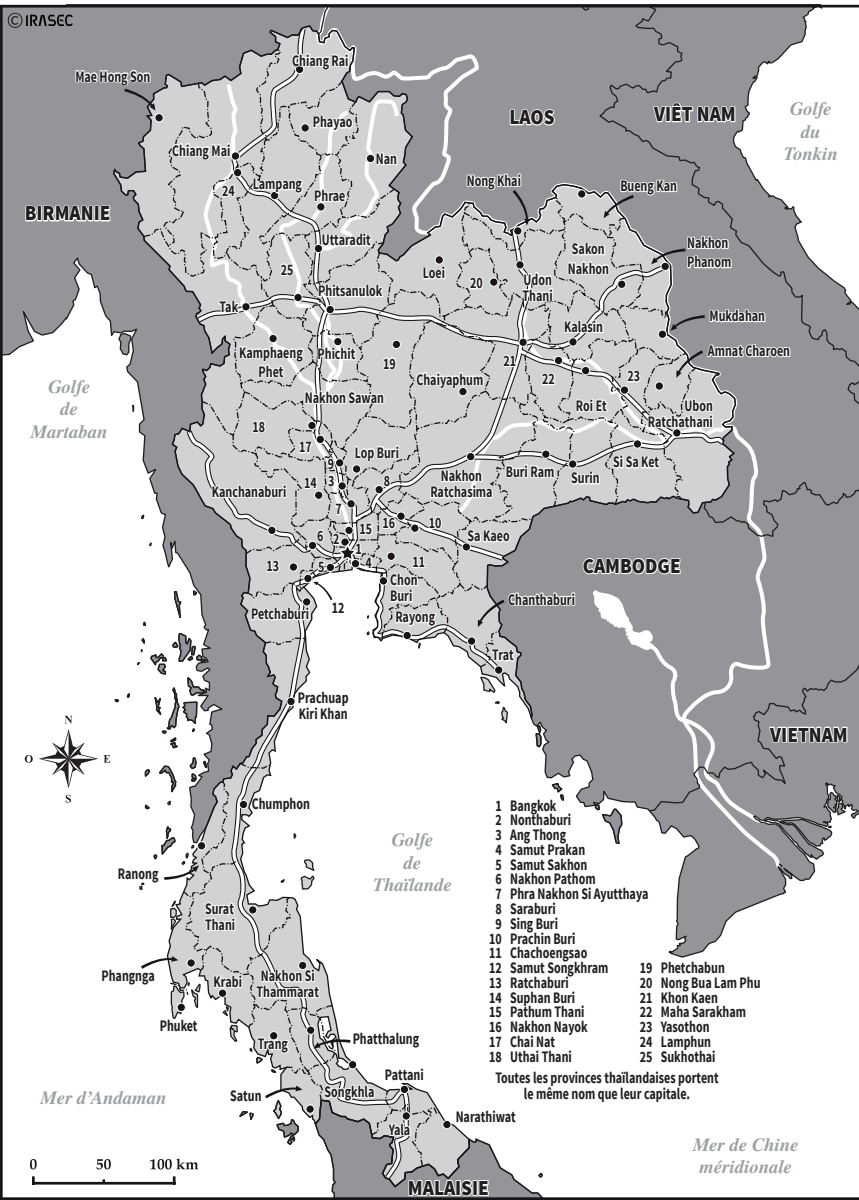 © IRASEC
Chiang Rai
Mae Hong Son
LAOS
VIÊT NAM
Golfe
du
Tonkin
Phayao
Chiang Mai
Nan
24
Lampang
Nong Khai
Bueng Kan
Phrae
BIRMANIE
Uttaradit
Sakon
Nakhon
Nakhon
Phanom
25
Loei
20
Udon
Thani
Phitsanulok
Tak
Mukdahan
Kalasin
Kamphaeng
Phet
Phichit
19
21
22
23
Amnat Charoen
Golfe
de
Martaban
Chaiyaphum
Nakhon Sawan
Roi Et
Ubon
Ratchathani
18
17
Lop Buri
9
3
8
Nakhon
Ratchasima
Buri Ram
Surin
Si Sa Ket
Kanchanaburi
14
7
15
16
10
6
2
1
Sa Kaeo
13
5
4
11
CAMBODGE
Chon
Buri
Petchaburi
12
Rayong
Chanthaburi
Trat
Prachuap
Kiri Khan
N
O
E
S
VIETNAM
Chumphon
Golfe
de
Thaïlande
Ranong
Surat
Thani
Phangnga
Krabi
Nakhon Si
Thammarat
Phuket
Trang
Phatthalung
Pattani
Satun
Songkhla
Mer d’Andaman
Narathiwat
Yala
Mer de Chine
méridionale
MALAISIE
0 50 100 km
1 Bangkok
2 Nonthaburi
3 Ang Thong
4 Samut Prakan
5 Samut Sakhon
6 Nakhon Pathom
7 Phra Nakhon Si Ayutthaya
8 Saraburi
9 Sing Buri
10 Prachin Buri
11 Chachoengsao
12 Samut Songkhram
13 Ratchaburi
14 Suphan Buri
15 Pathum Thani
16 Nakhon Nayok
17 Chai Nat
18 Uthai Thani
19 Phetchabun
20 Nong Bua Lam Phu
21 Khon Kaen
22 Maha Sarakham
23 Yasothon
24 Lamphun
25 Sukhothai
Toutes les provinces thaïlandaises portent
le même nom que leur capitale.